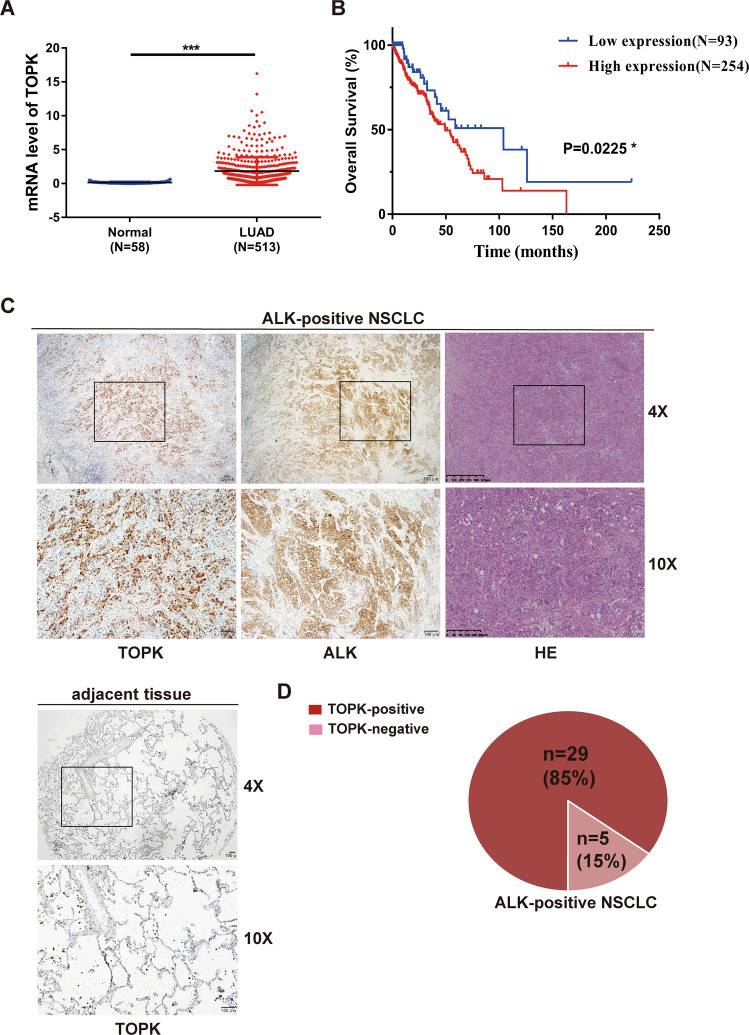 A
mRNA level of TOPK
20
15
10
5
0
-5
***
Normal
(N=58)
LUAD
(N=513)
B
Overall Survival (%)
100
50
0
0
50
100
150
200
250
Time (months)
Low expression(N=93)
High expression(N=254)
P=0.0225 *
C
ALK-positive NSCLC
4X
10X
TOPK
ALK
HE
adjacent tissue
4X
10X
TOPK
D
TOPK-positive
TOPK-negative
n=29
(85%)
n=5
(15%)
ALK-positive NSCLC